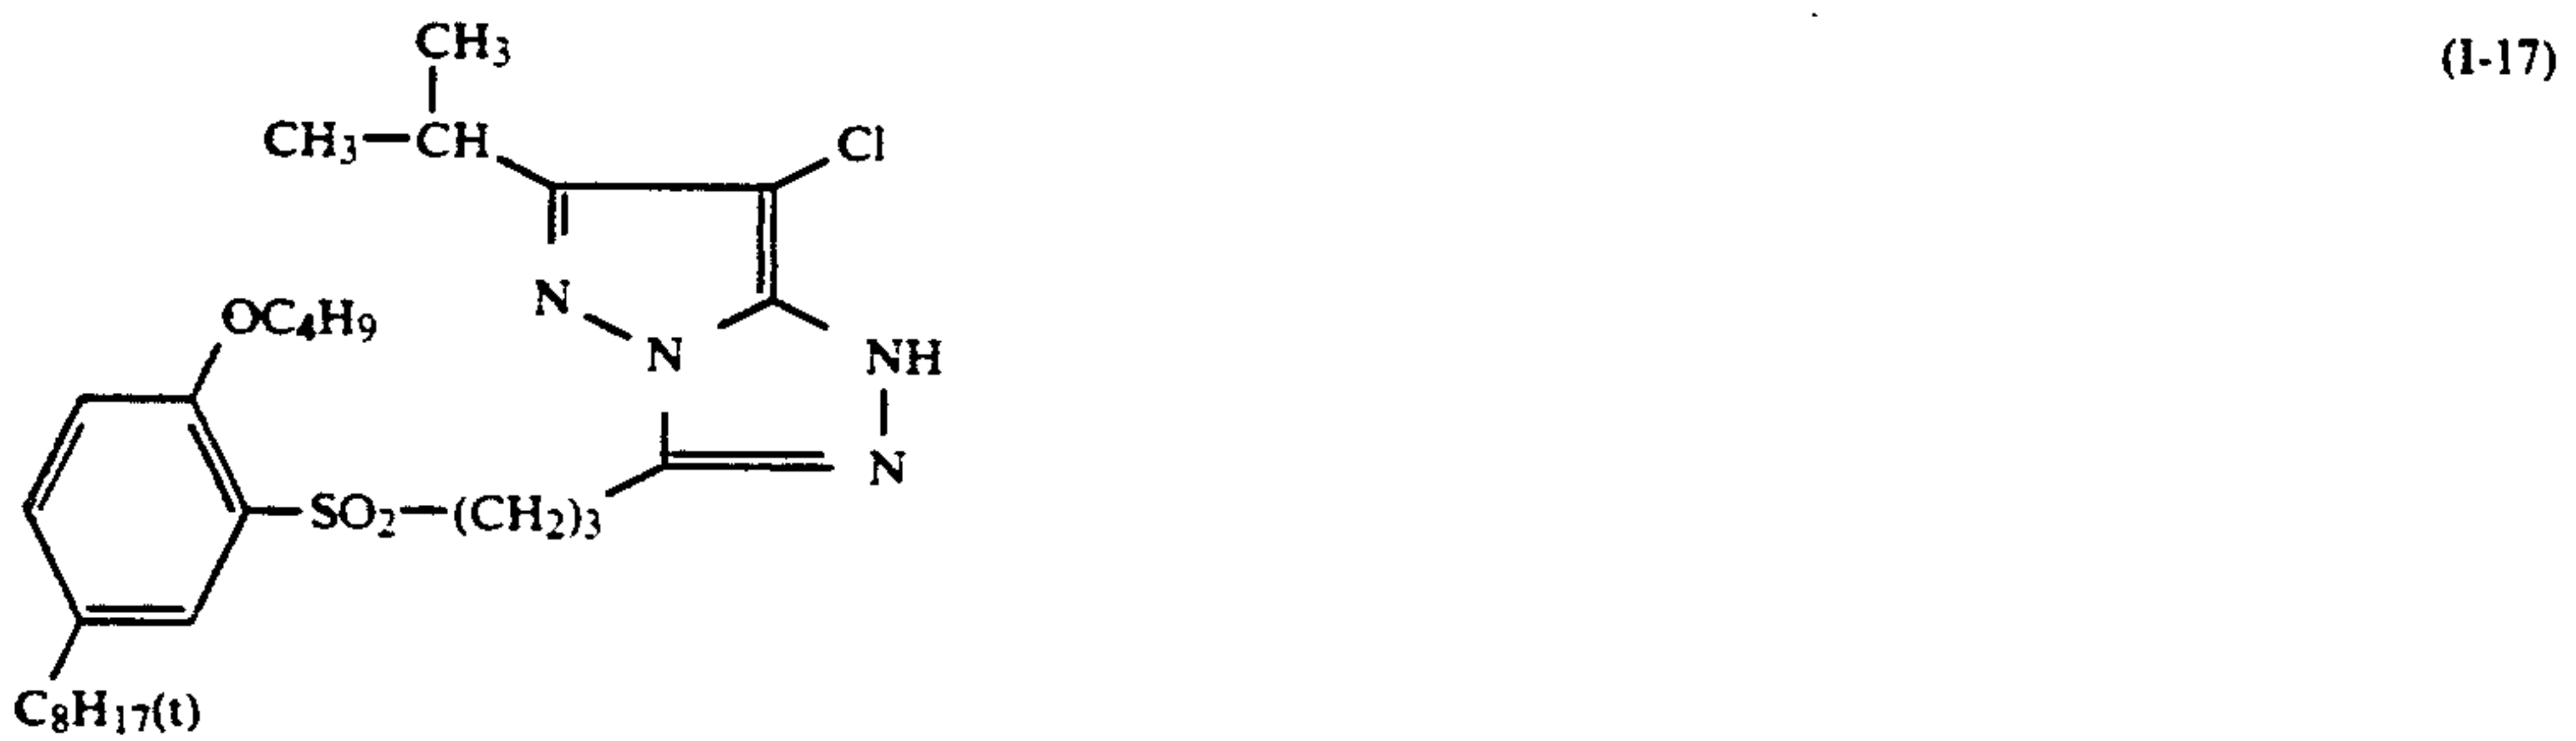 CH3
(I-17)
CH3—CH
Cl
N
OC4H9
N
NH
N
SO2—(CH2)3
C8H17(t)